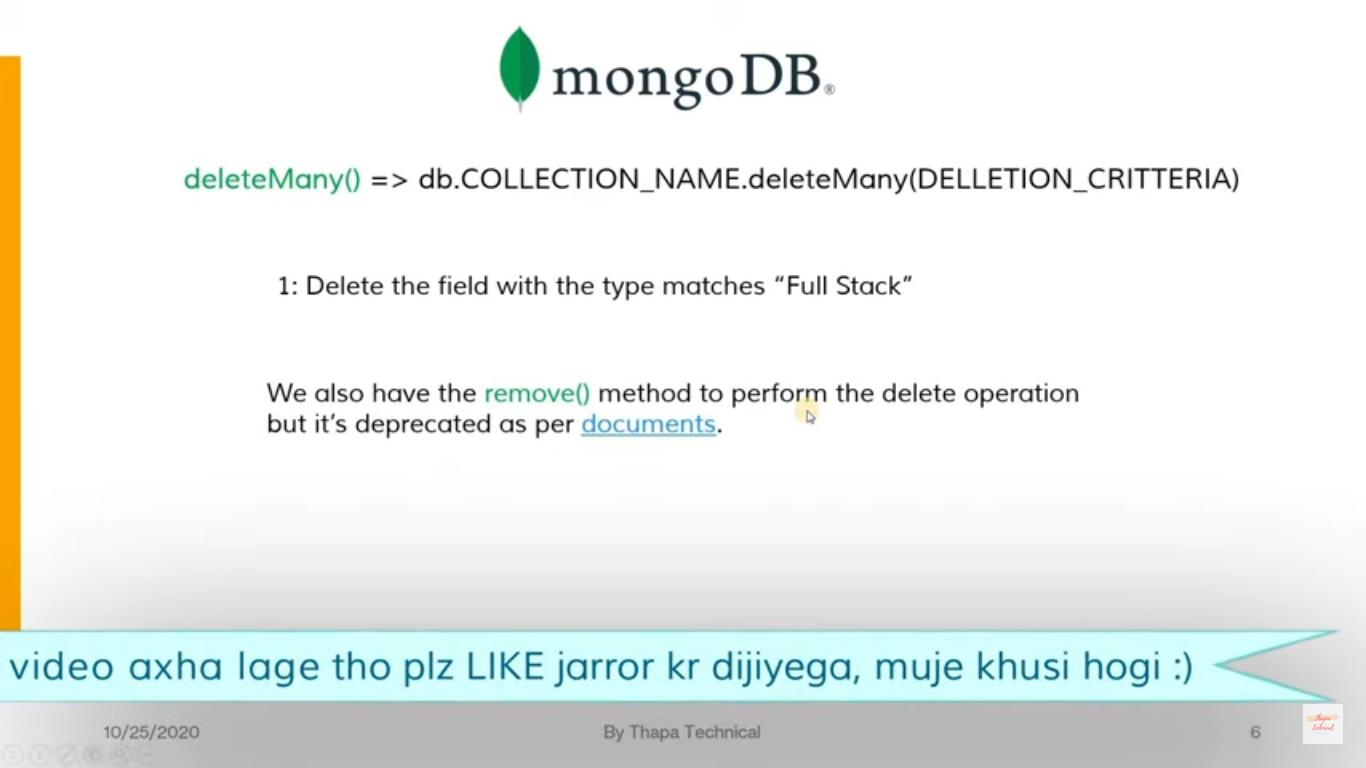 mongoDB®
deleteMany() => db.COLLECTION_NAME.deleteMany(DELLETION_CRITTERIA)
1: Delete the field with the type matches “Full Stack”
We also have the remove() method to perform the delete operation
but it’s deprecated as per documents.
video axha lage tho plz LIKE jarror kr dijiyega, muje khusi hogi :)
10/25/2020
By Thapa Technical
6
Thapa
Technical